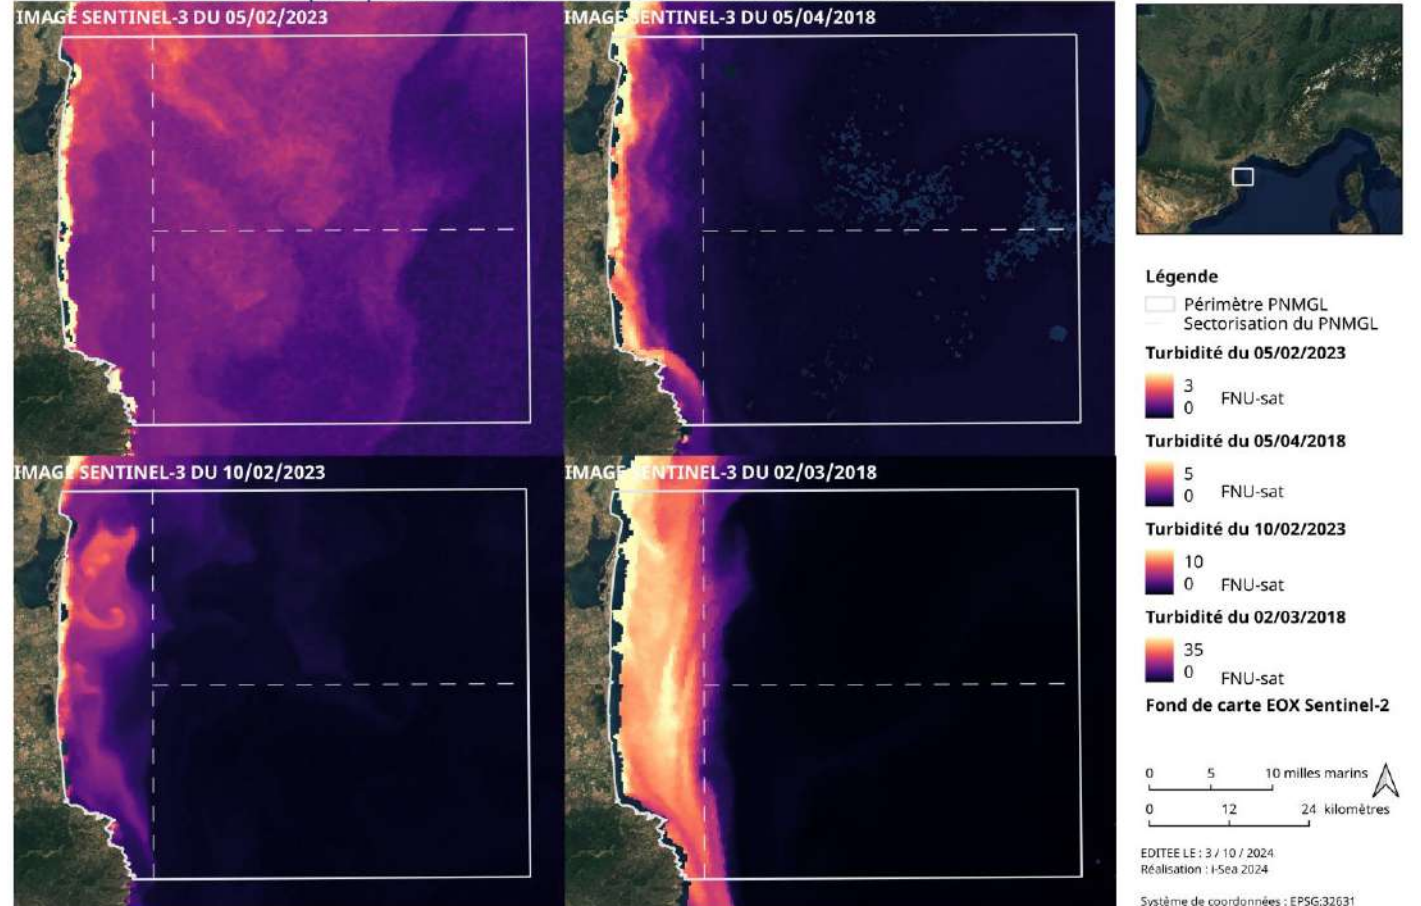 IMAGE SENTINEL-3 DU 05/02/2023
IMAGE SENTINEL-3 DU 05/04/2018
IMAGE SENTINEL-3 DU 10/02/2023
IMAGE SENTINEL-3 DU 02/03/2018
Légende
Périmètre PNMGL
Sectorisation du PNMGL
Turbidité du 05/02/2023
3
0 FNU-sat
Turbidité du 05/04/2018
5
0 FNU-sat
Turbidité du 10/02/2023
10
0 FNU-sat
Turbidité du 02/03/2018
35
0 FNU-sat
Fond de carte EOX Sentinel-2
0 5 10 milles marins
0 12 24 kilomètres
EDITEE LE : 3 / 10 / 2024
Réalisation : i-Sea 2024
Système de coordonnées : EPSG:32631